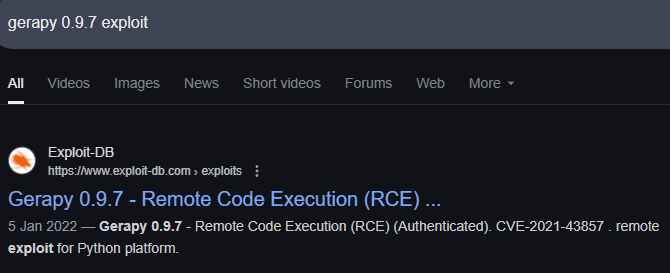 gerapy 0.9.7 exploit
All Videos Images News Short videos Forums Web More
Exploit-DB
https://www.exploit-db.com › exploits
Gerapy 0.9.7 - Remote Code Execution (RCE) ...
5 Jan 2022 — Gerapy 0.9.7 - Remote Code Execution (RCE) (Authenticated). CVE-2021-43857 . remote
exploit for Python platform.